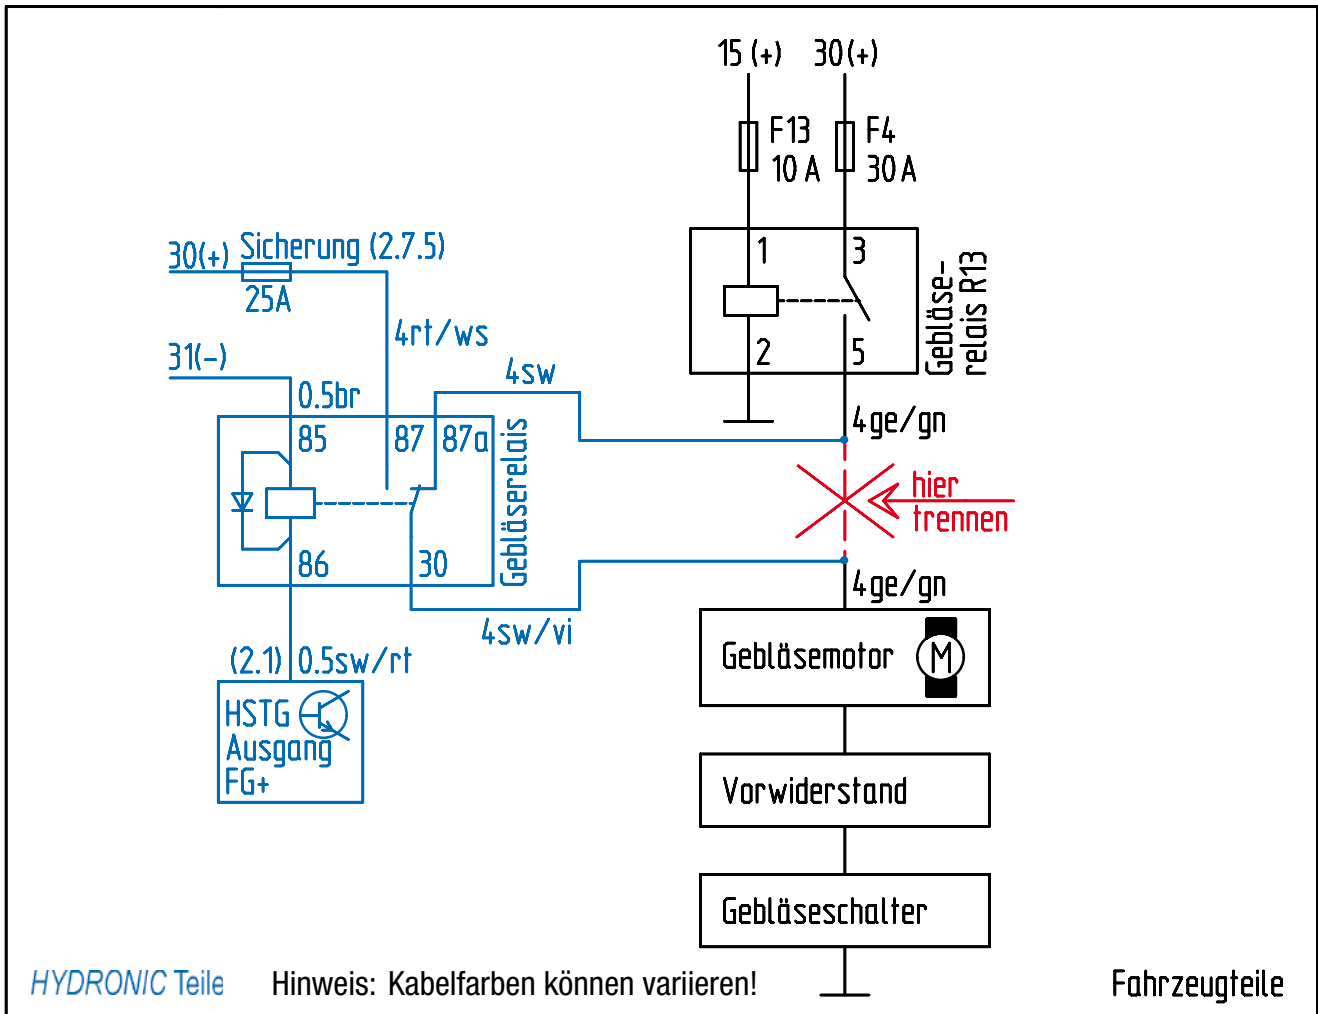 15 (+)
30(+)
F13
10 A
F4
30 A
1
3
2
5
Gebläse-
relais R13
30(+)
Sicherung (2.7.5)
25A
4rt/ws
31(-)
0.5br
4sw
85
87
87a
86
30
Gebläserelais
4ge/gn
hier
trennen
4ge/gn
4sw/vi
(2.1)
0.5sw/rt
HSTG
Ausgang
FG+
Gebläsemotor
M
Vorwiderstand
Gebläseschalter
HYDRONIC Teile
Hinweis: Kabelfarben können variieren!
Fahrzeugteile